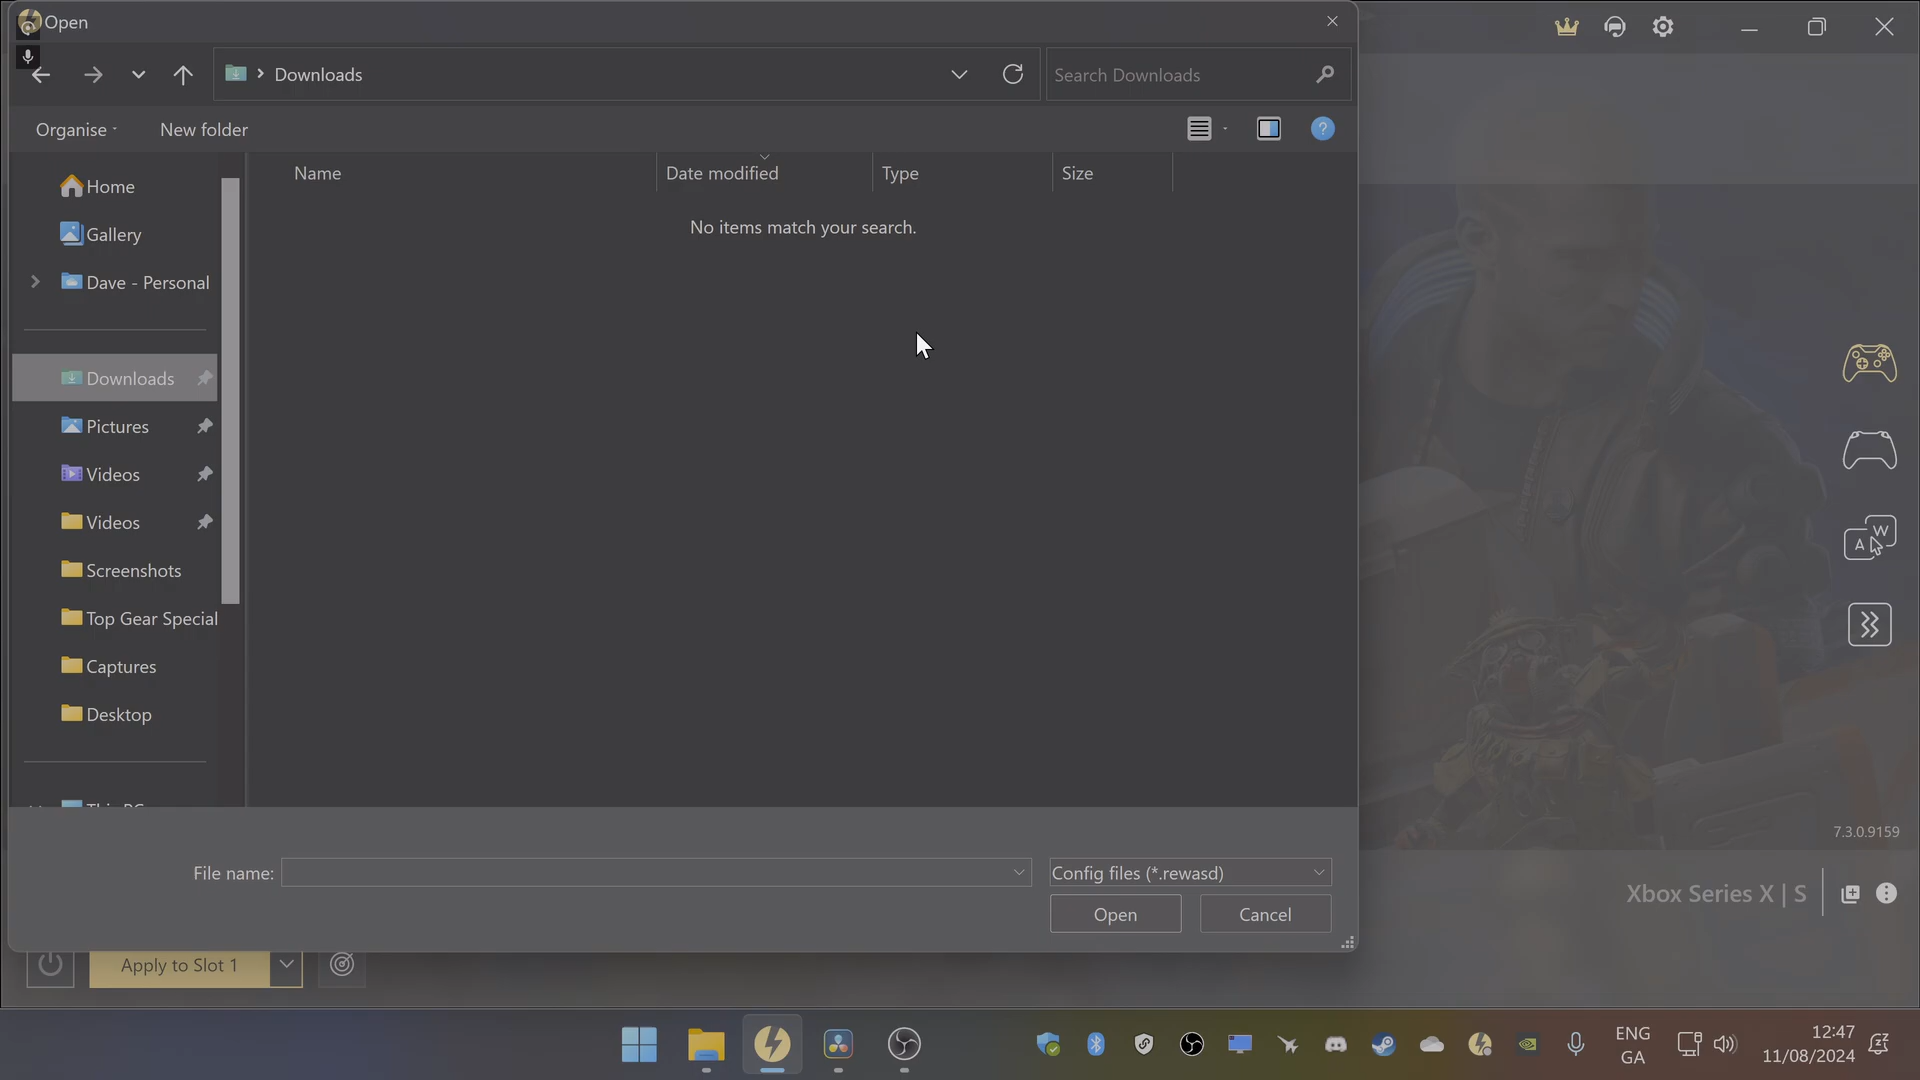 Open
Downloads
Search Downloads
Organise
New folder
Name
Date modified
Type
Size
No items match your search.
Home
Gallery
Dave - Personal
Downloads
Pictures
Videos
Videos
Screenshots
Top Gear Special
Captures
Desktop
This PC
W
A
7.3.0.9159
File name:
Config files (*.rewasd)
Open
Cancel
Xbox Series X | S
Apply to Slot 1
ENG
GA
12:47
11/08/2024